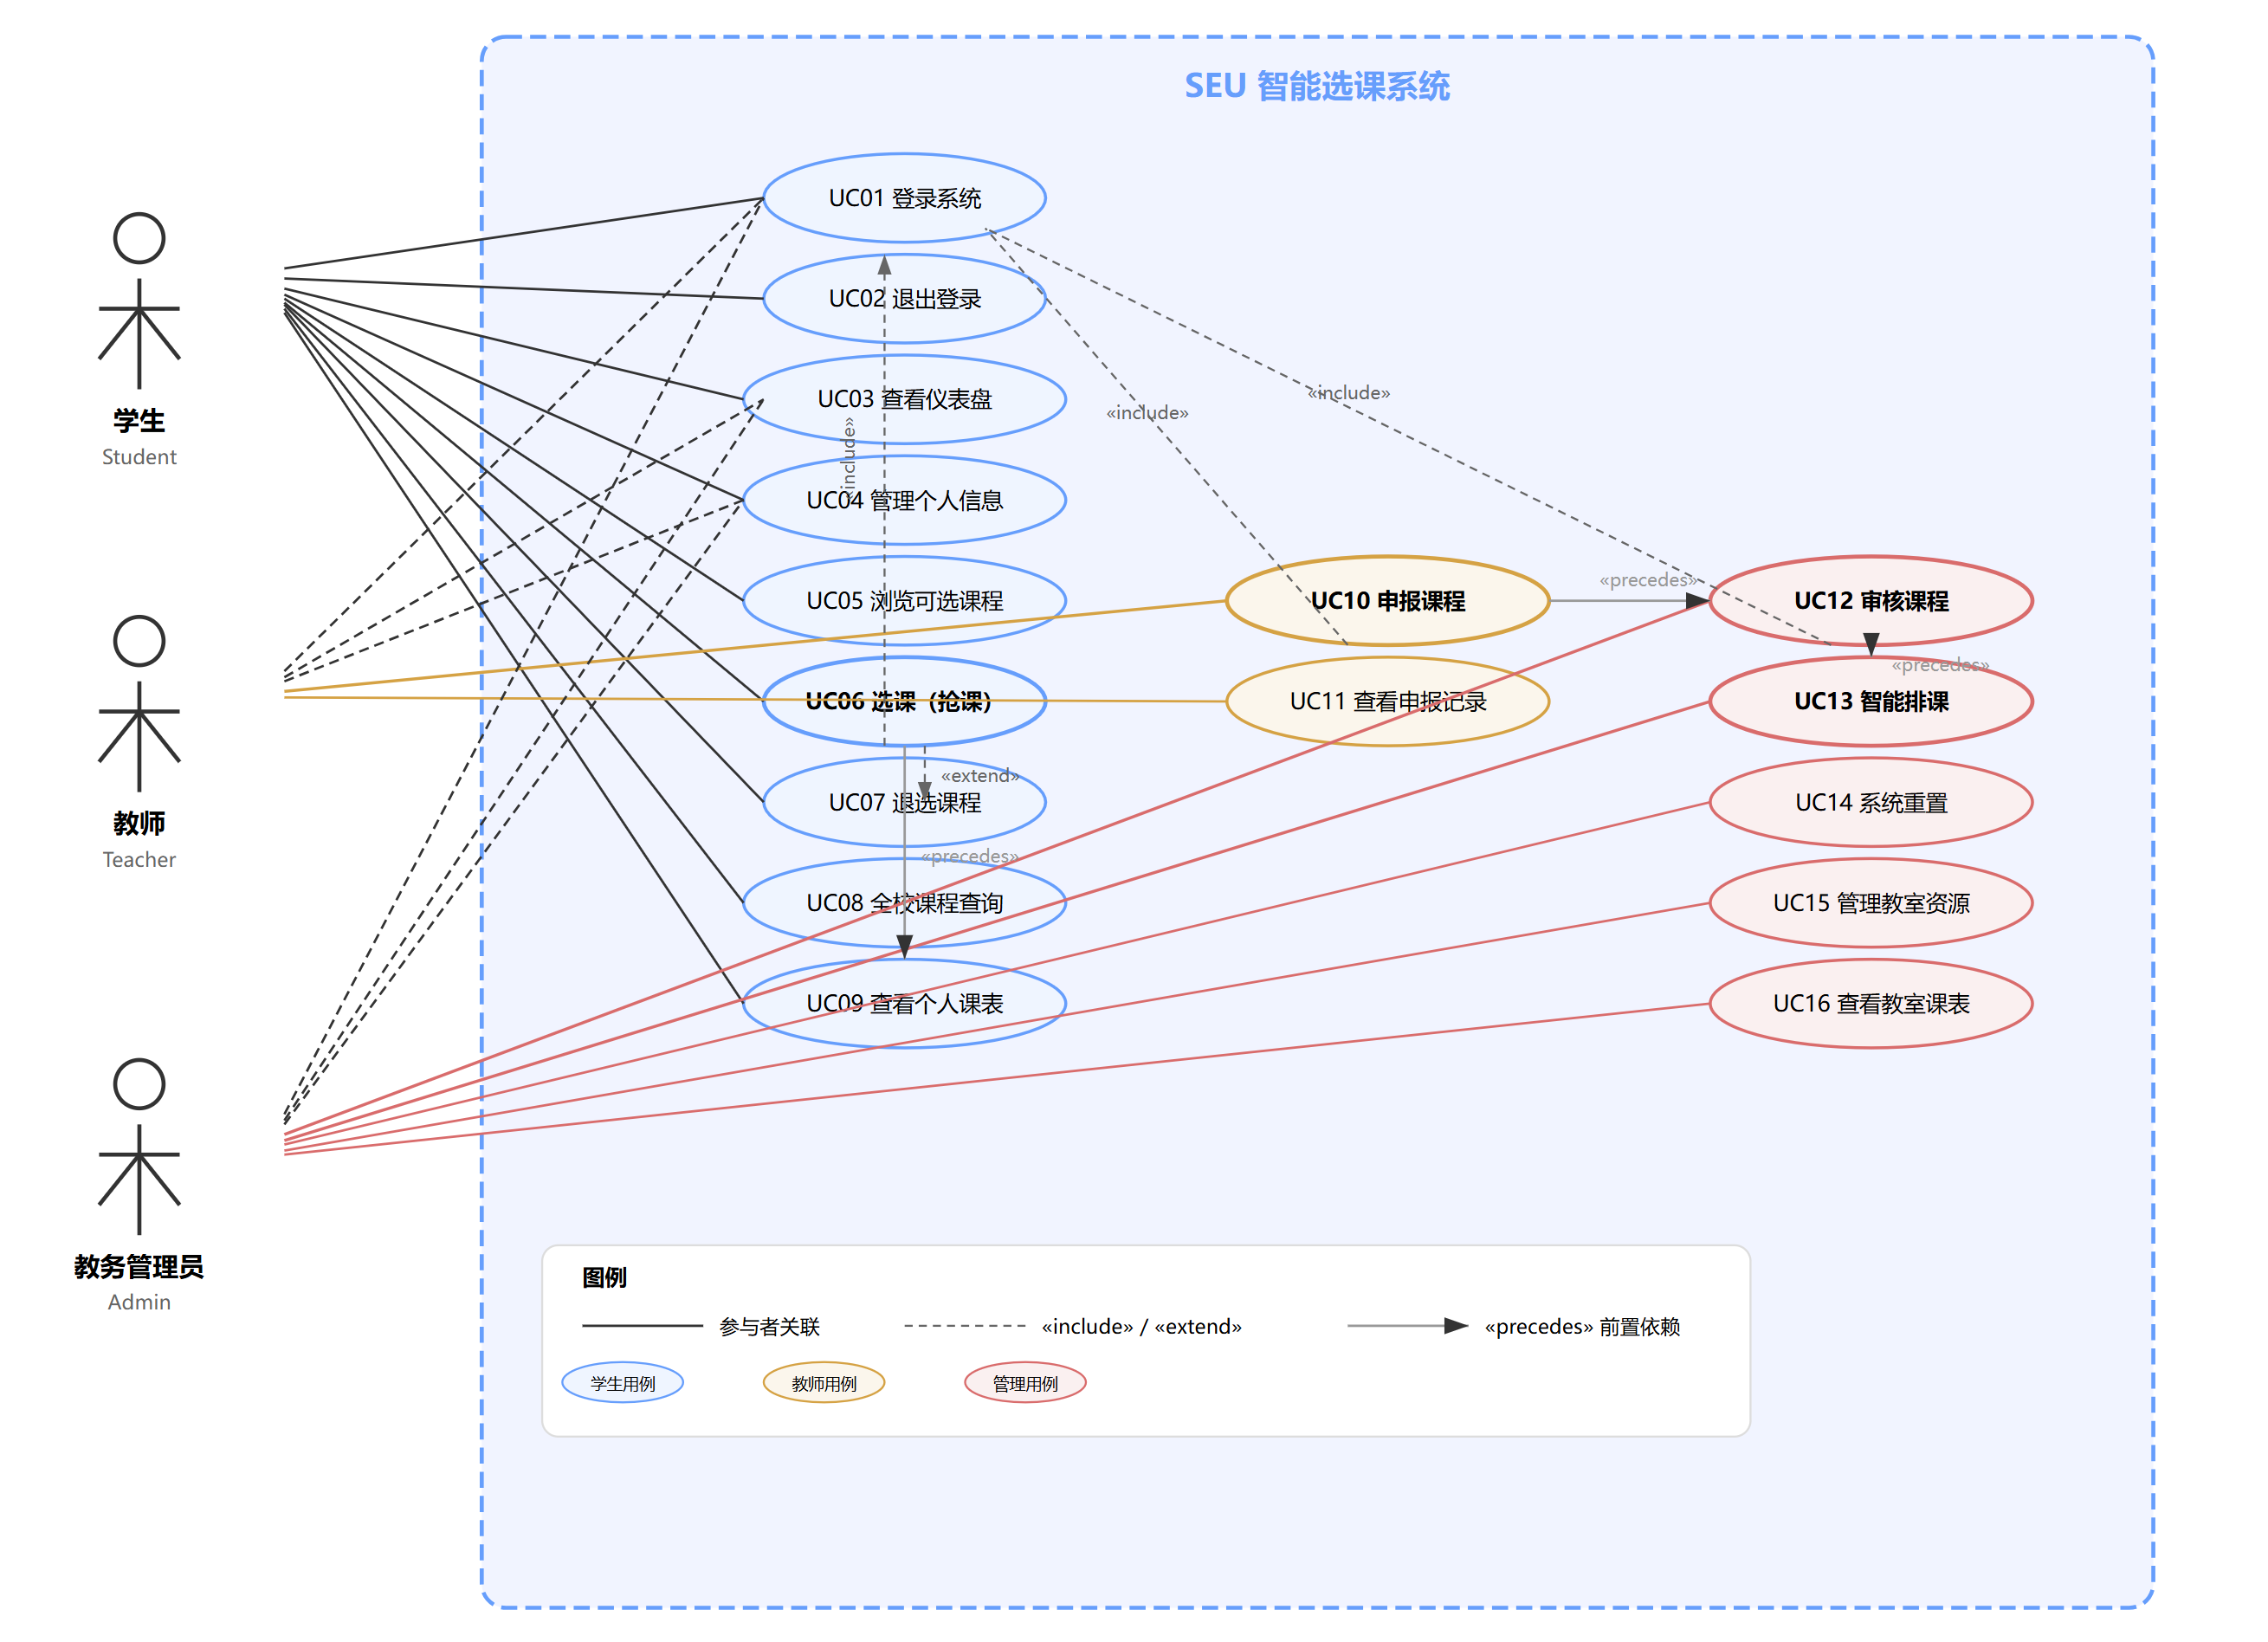 SEU 智能选课系统
学生
Student
教师
Teacher
教务管理员
Admin
UC01 登录系统
UC02 退出登录
UC03 查看仪表盘
UC04 管理个人信息
UC05 浏览可选课程
UC06 选课（抢课）
UC07 退选课程
UC08 全校课程查询
UC09 查看个人课表
«include»
«extend»
«precedes»
«include»
«include»
UC10 申报课程
UC11 查看申报记录
«precedes»
UC12 审核课程
«precedes»
UC13 智能排课
UC14 系统重置
UC15 管理教室资源
UC16 查看教室课表
图例
参与者关联
«include» / «extend»
«precedes» 前置依赖
学生用例
教师用例
管理用例